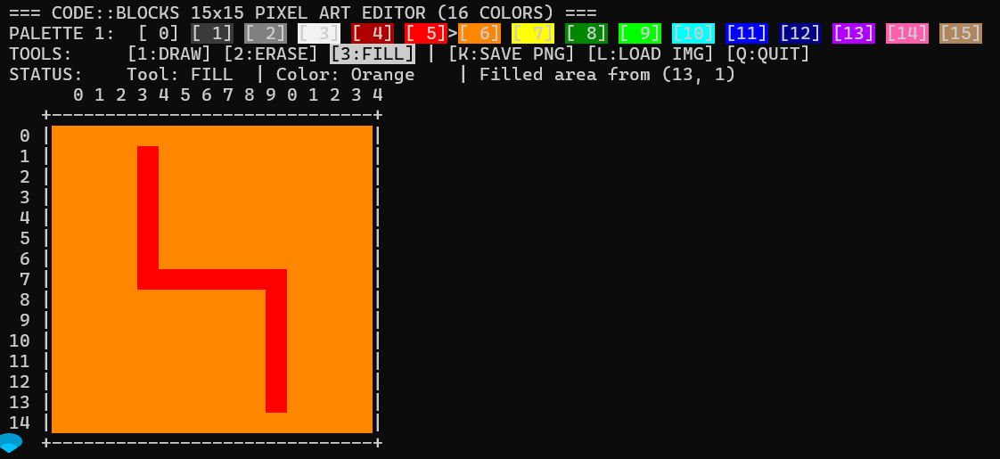 === CODE::BLOCKS 15x15 PIXEL ART EDITOR (16 COLORS) ===
PALETTE 1:  [ 0] [ 1] [ 2] [ 3] [ 4] [ 5]>[ 6] [ 7] [ 8] [ 9] [10] [11] [12] [13] [14] [15]
TOOLS:     [1:DRAW] [2:ERASE] [3:FILL] | [K:SAVE PNG] [L:LOAD IMG] [Q:QUIT]
STATUS:    Tool: FILL  | Color: Orange    | Filled area from (13, 1)
      0 1 2 3 4 5 6 7 8 9 0 1 2 3 4
   +------------------------------+
 0 |                              |
 1 |                              |
 2 |                              |
 3 |                              |
 4 |                              |
 5 |                              |
 6 |                              |
 7 |                              |
 8 |                              |
 9 |                              |
10 |                              |
11 |                              |
12 |                              |
13 |                              |
14 |                              |
   +------------------------------+